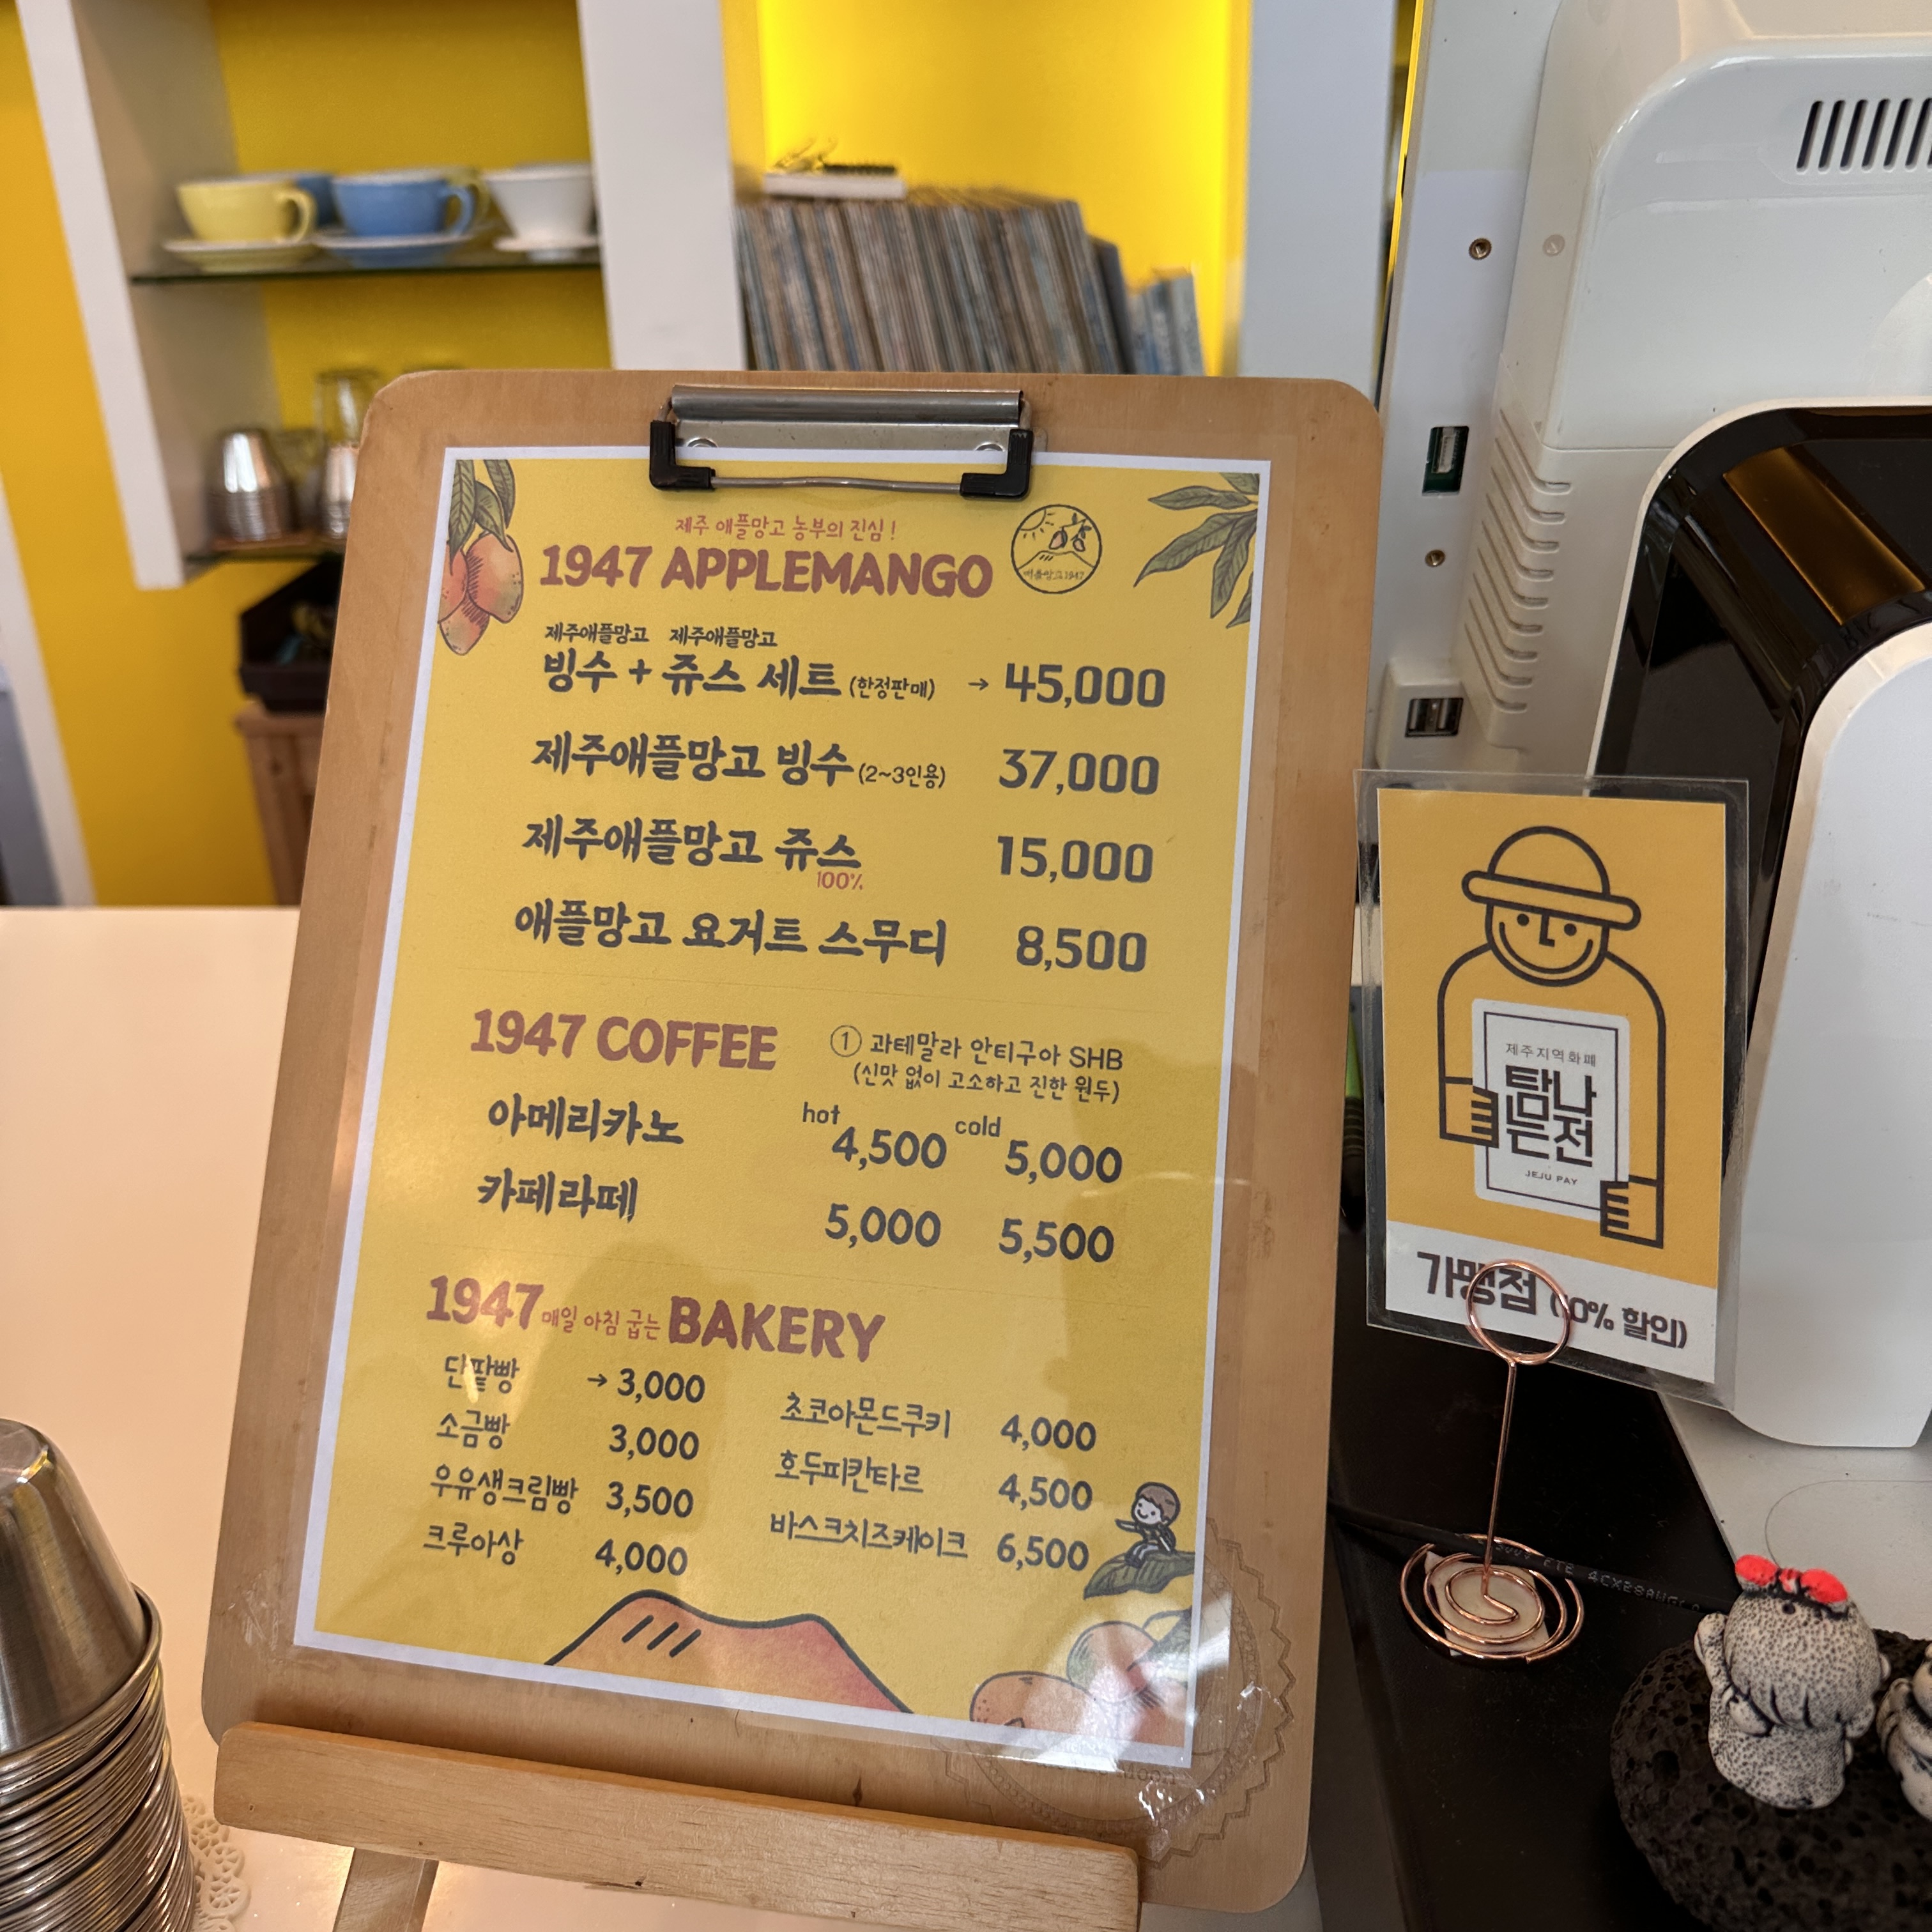 제주 애플망고 농부의 진심!
1947 APPLEMANGO
애플망고1947
제주애플망고 제주애플망고
빙수 + 쥬스 세트 (한정판매) → 45,000
제주애플망고 빙수 (2~3인용) 37,000
제주애플망고 쥬스 15,000
100%
애플망고 요거트 스무디 8,500
1947 COFFEE
① 과테말라 안티구아 SHB
(신맛 없이 고소하고 진한 원두)
hot cold
아메리카노 4,500 5,000
카페라떼 5,000 5,500
1947 매일 아침 굽는 BAKERY
단팥빵 → 3,000
소금빵 3,000
우유생크림빵 3,500
크루아상 4,000
초코아몬드쿠키 4,000
호두피칸타르 4,500
바스크치즈케이크 6,500
제주지역화폐
탐나
는전
JEJU PAY
가맹점 할인)